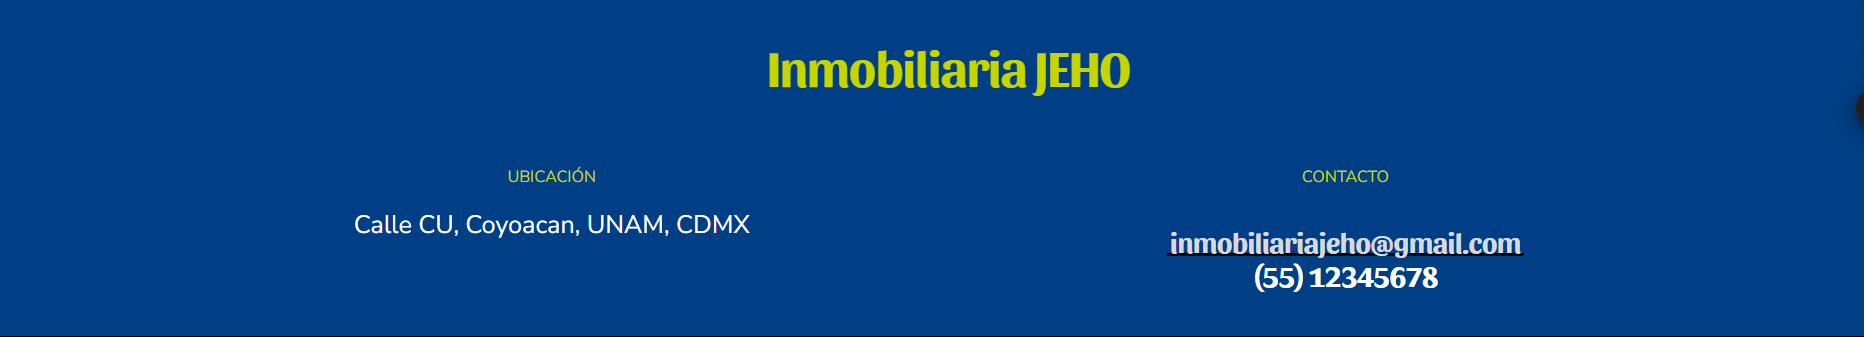 Inmobiliaria JEHO
UBICACIÓN
Calle CU, Coyoacan, UNAM, CDMX
CONTACTO
inmobiliariajeho@gmail.com
(55) 12345678